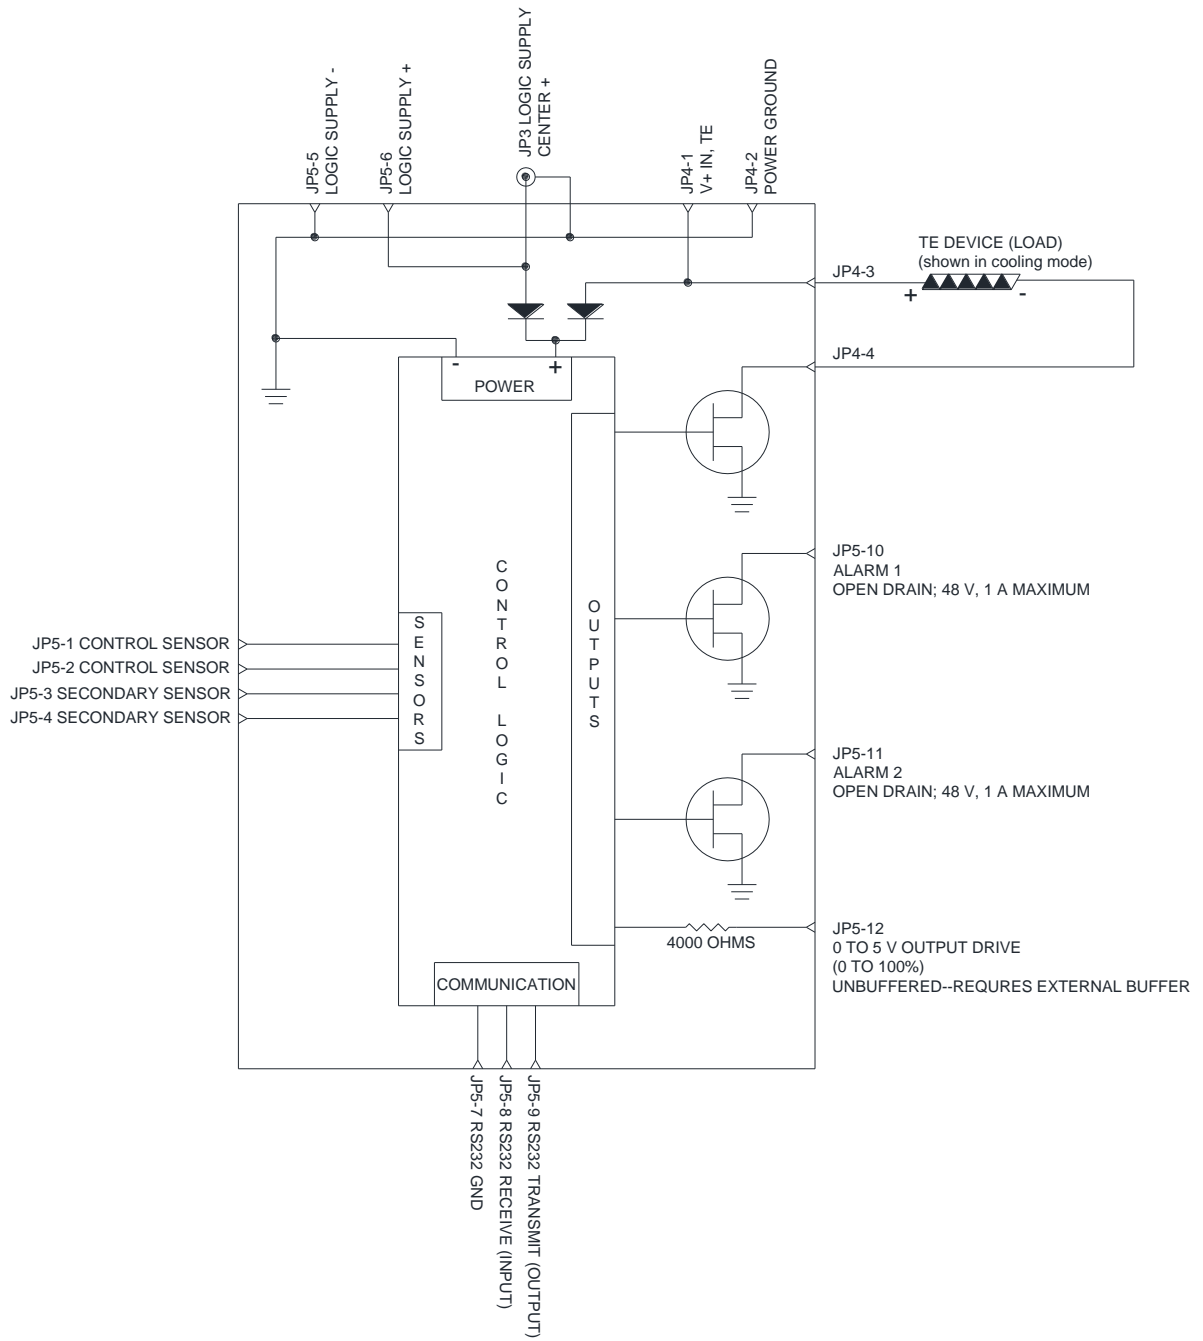 JP5-5
LOGIC SUPPLY -
JP5-6
LOGIC SUPPLY +
JP3 LOGIC SUPPLY
CENTER +
JP4-1
V+ IN, TE
JP4-2
POWER GROUND
TE DEVICE (LOAD)
(shown in cooling mode)
JP4-3
+ -
JP4-4
- +
POWER
CONTROL LOGIC
OUTPUTS
SENSORS
JP5-1 CONTROL SENSOR
JP5-2 CONTROL SENSOR
JP5-3 SECONDARY SENSOR
JP5-4 SECONDARY SENSOR
JP5-10
ALARM 1
OPEN DRAIN; 48 V, 1 A MAXIMUM
JP5-11
ALARM 2
OPEN DRAIN; 48 V, 1 A MAXIMUM
4000 OHMS
JP5-12
0 TO 5 V OUTPUT DRIVE
(0 TO 100%)
UNBUFFERED--REQURES EXTERNAL BUFFER
COMMUNICATION
JP5-7 RS232 GND
JP5-8 RS232 RECEIVE (INPUT)
JP5-9 RS232 TRANSMIT (OUTPUT)